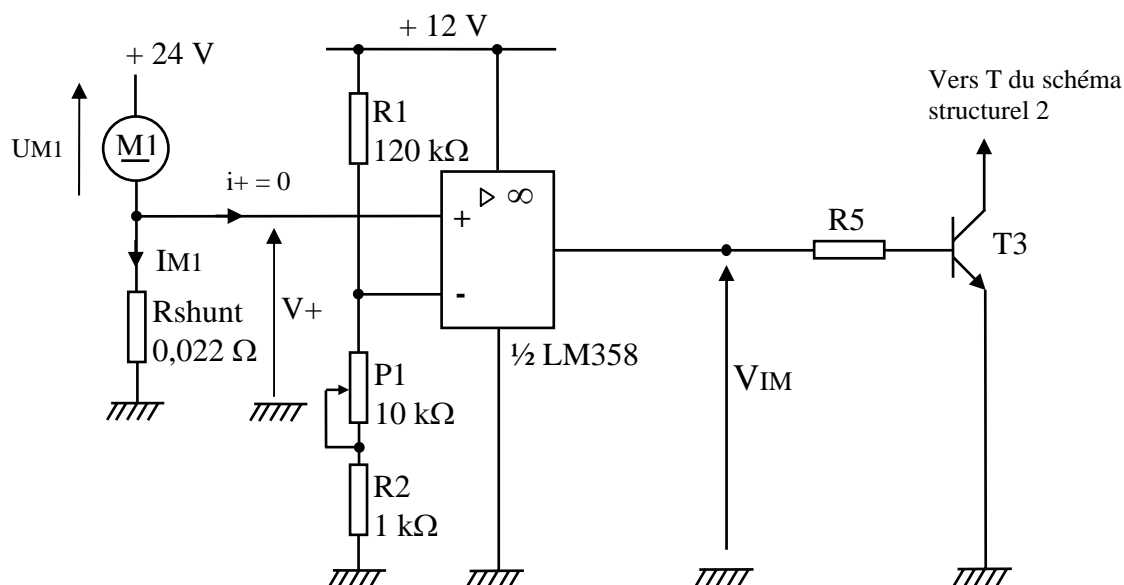 + 12 V
+ 24 V
Vers T du schéma
structurel 2
R1
120 kΩ
UM1
M1
i+ = 0
∞
+
R5
T3
IM1
-
Rshunt
0,022 Ω
V+
½ LM358
VIM
P1
10 kΩ
R2
1 kΩ